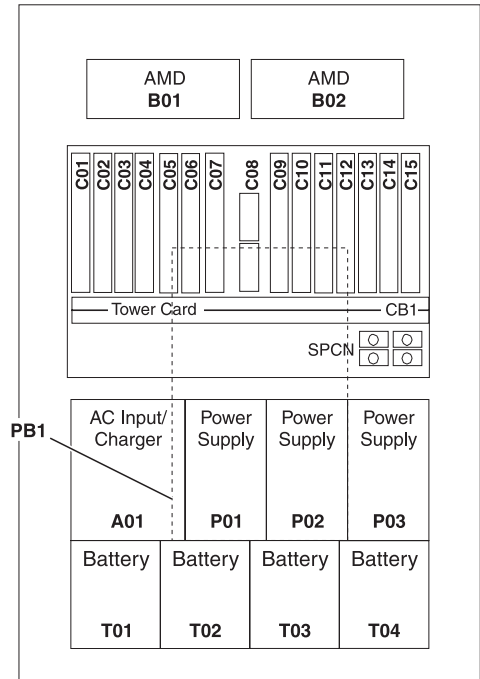 AMD
B01
AMD
B02
C01
C02
C03
C04
C05
C06
C07
C08
C09
C10
C11
C12
C13
C14
C15
Tower Card
CB1
SPCN
PB1
AC Input/
Charger
A01
Power
Supply
P01
Power
Supply
P02
Power
Supply
P03
Battery
T01
Battery
T02
Battery
T03
Battery
T04